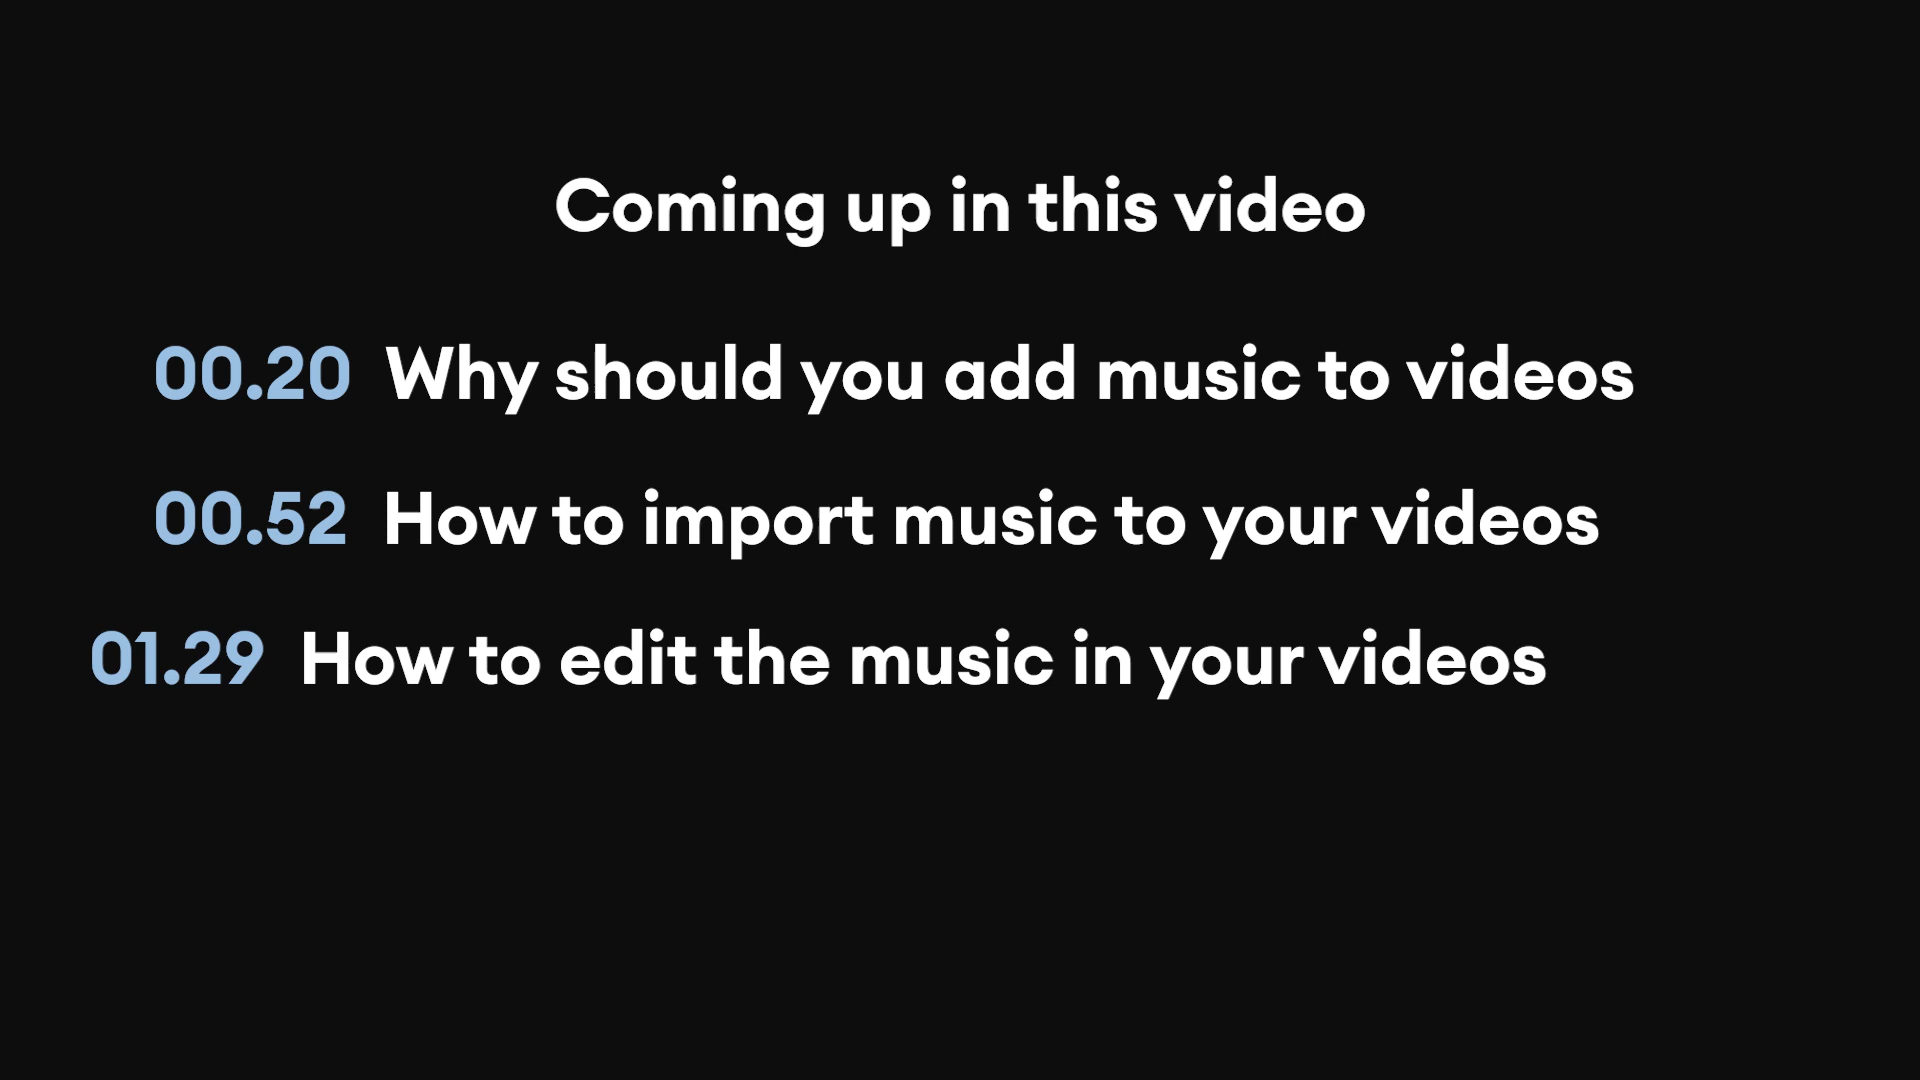 Coming up in this video
00.20 Why should you add music to videos
00.52 How to import music to your videos
01.29 How to edit the music in your videos